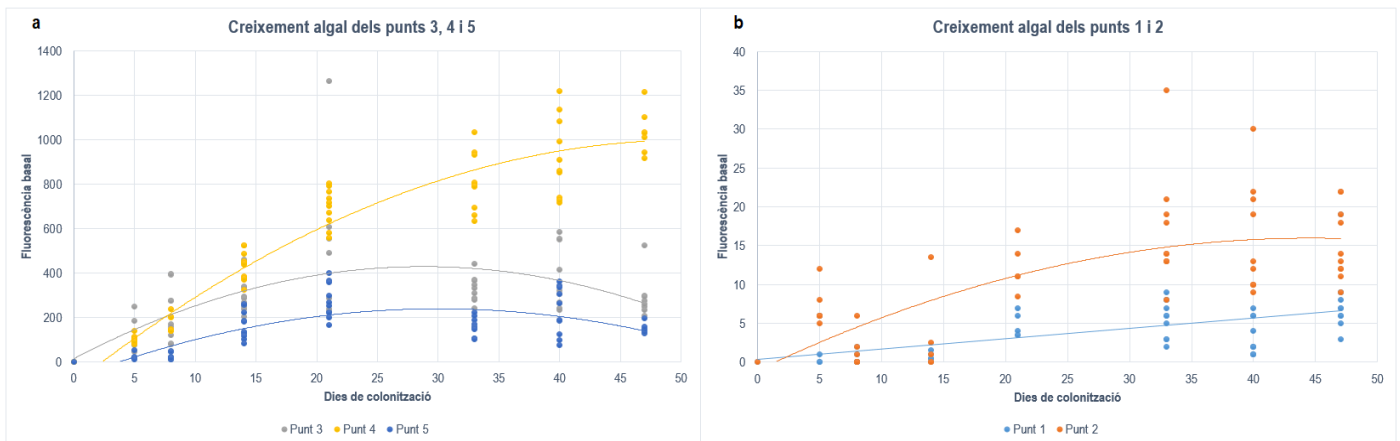 a
Creixement algal dels punts 3, 4 i 5
1400
1200
1000
800
600
400
200
0
Fluorescència basal
0 5 10 15 20 25 30 35 40 45 50
Dies de colonització
Punt 3 Punt 4 Punt 5
b
Creixement algal dels punts 1 i 2
40
35
30
25
20
15
10
5
0
Fluorescència basal
0 5 10 15 20 25 30 35 40 45 50
Dies de colonització
Punt 1 Punt 2